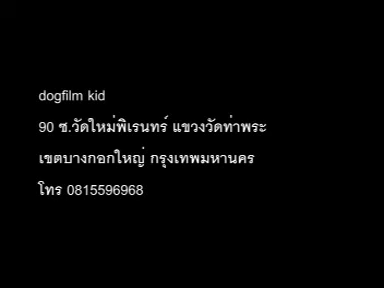 dogfilm kid
90 ซ.วัดใหม่พิเรนทร์ แขวงวัดท่าพระ
เขตบางกอกใหญ่ กรุงเทพมหานคร
โทร 0815596968